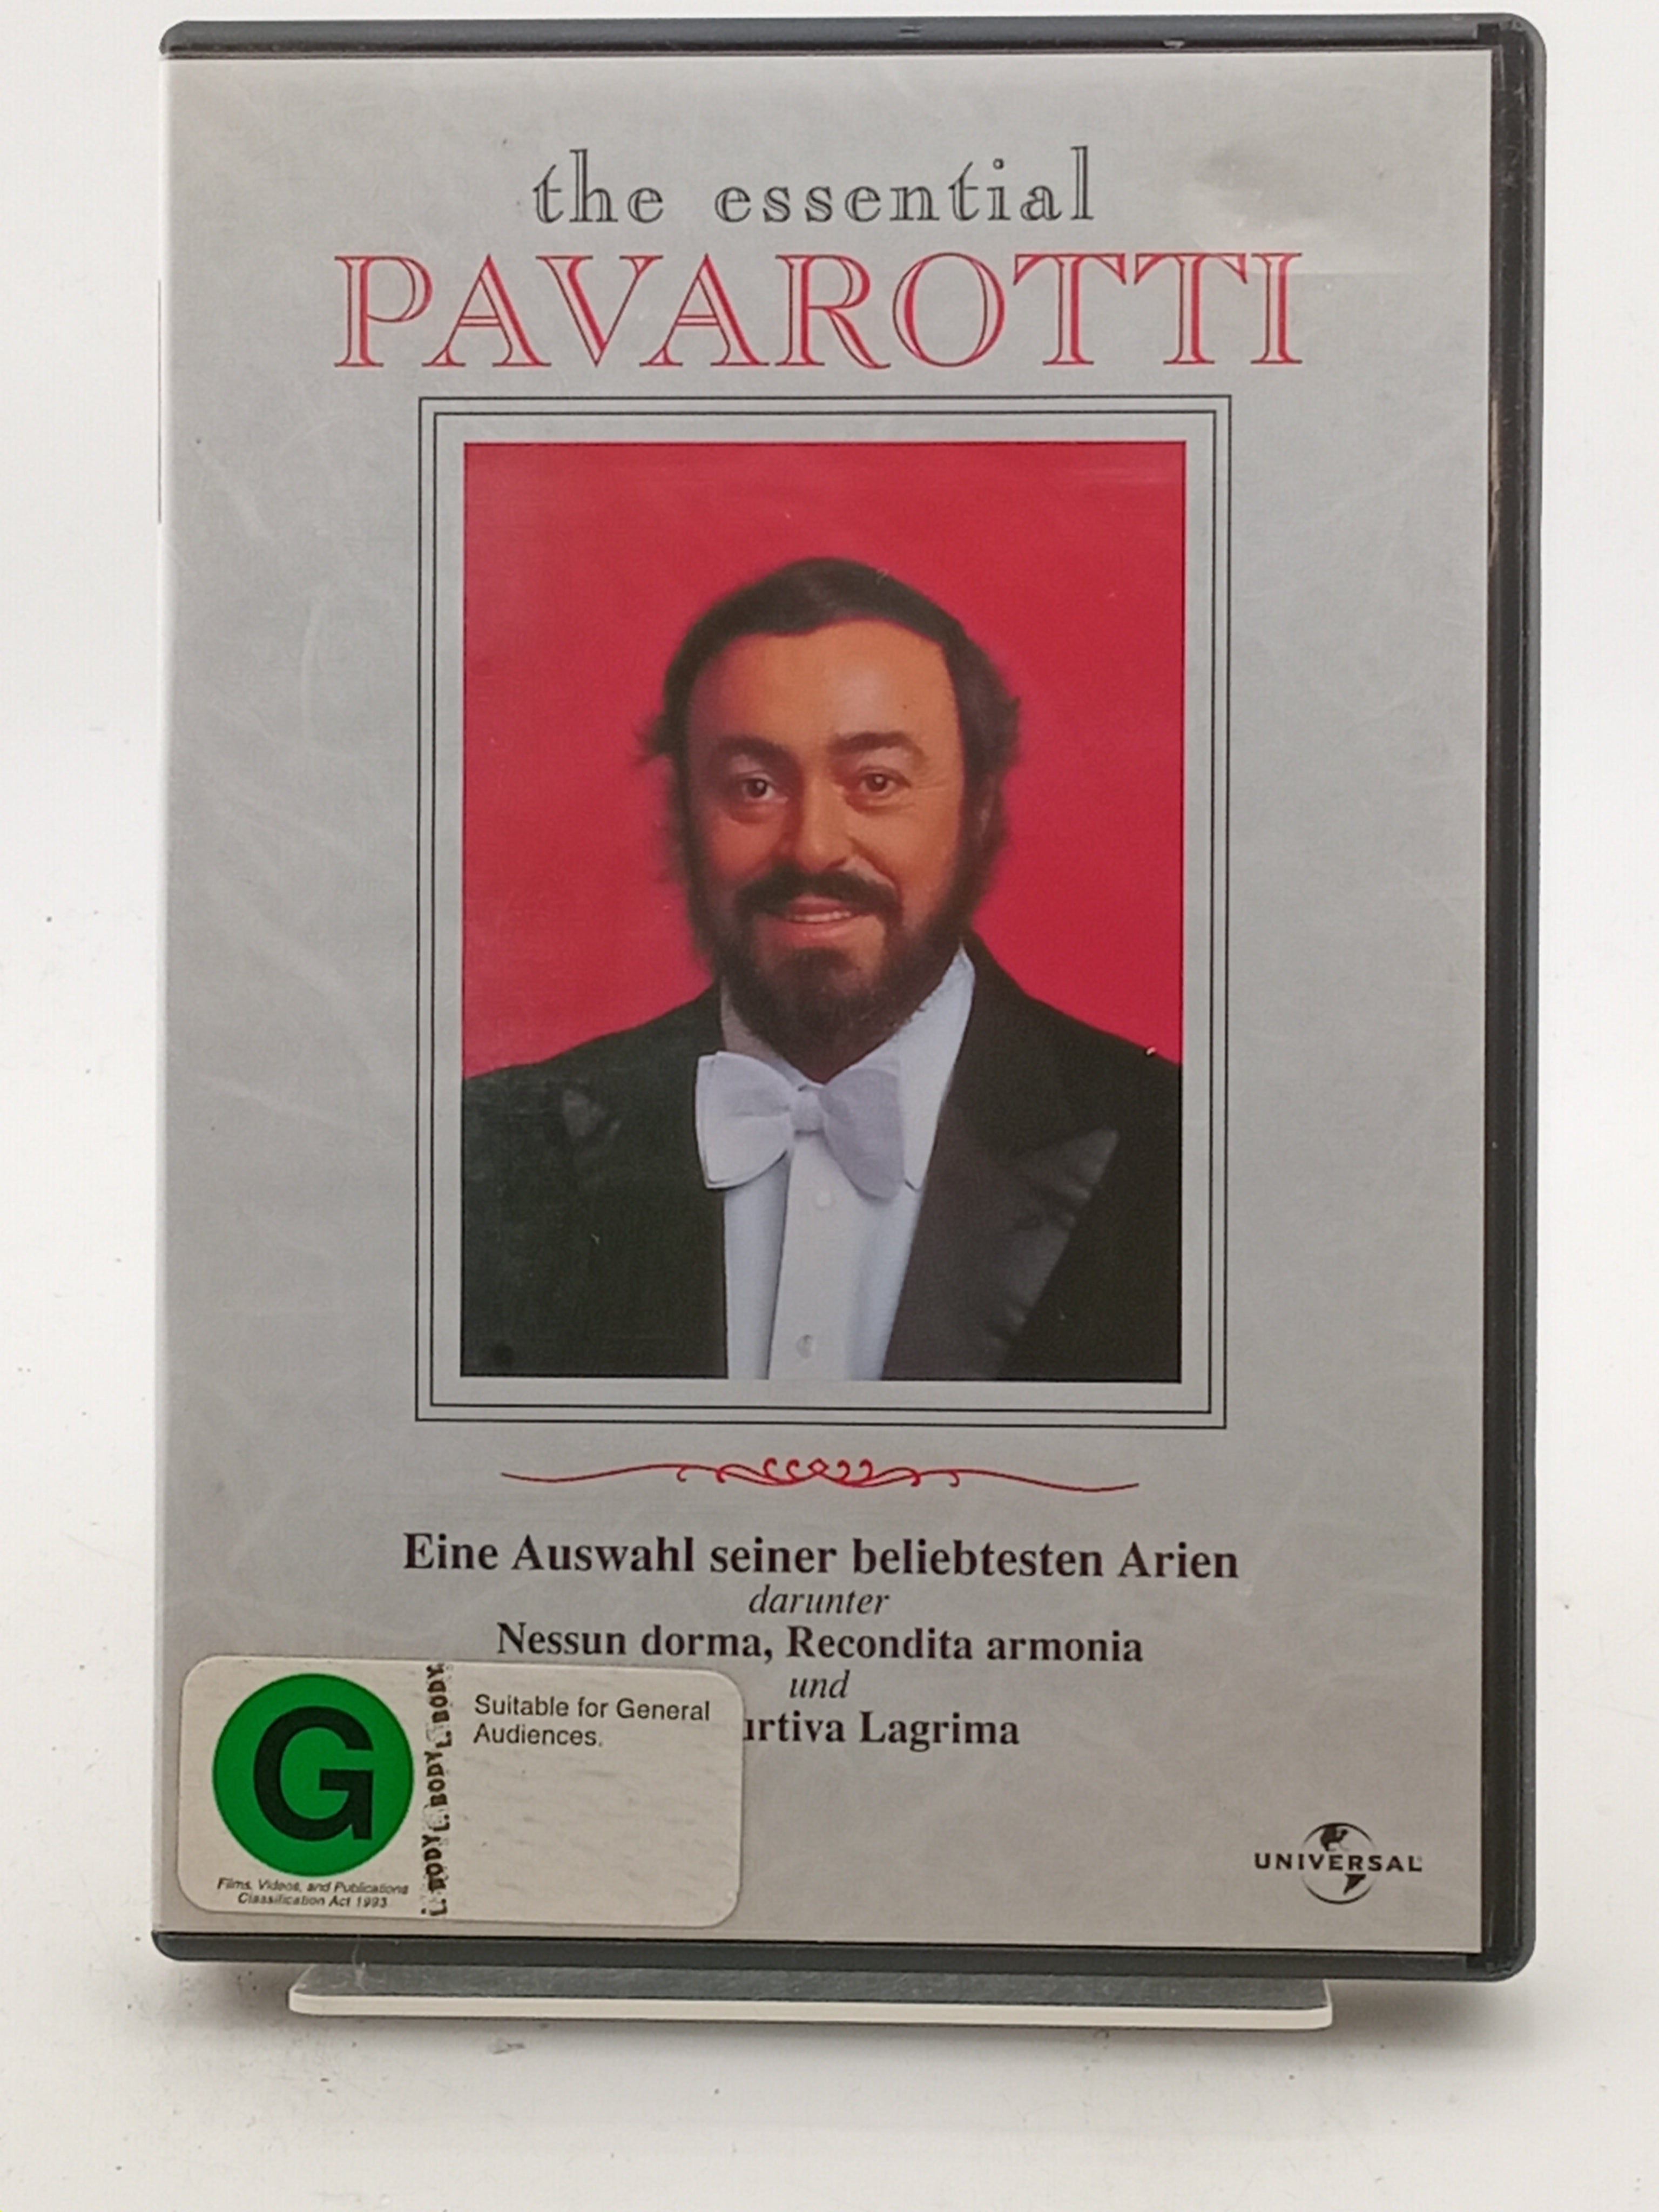 the essential
PAVAROTTI
Eine Auswahl seiner beliebtesten Arien
darunter
Nessun dorma, Recondita armonia
und
Lagrima
G
Suitable for General
Audiences.
Films, Videos, and Publications
Classification Act 1993
UNIVERSAL